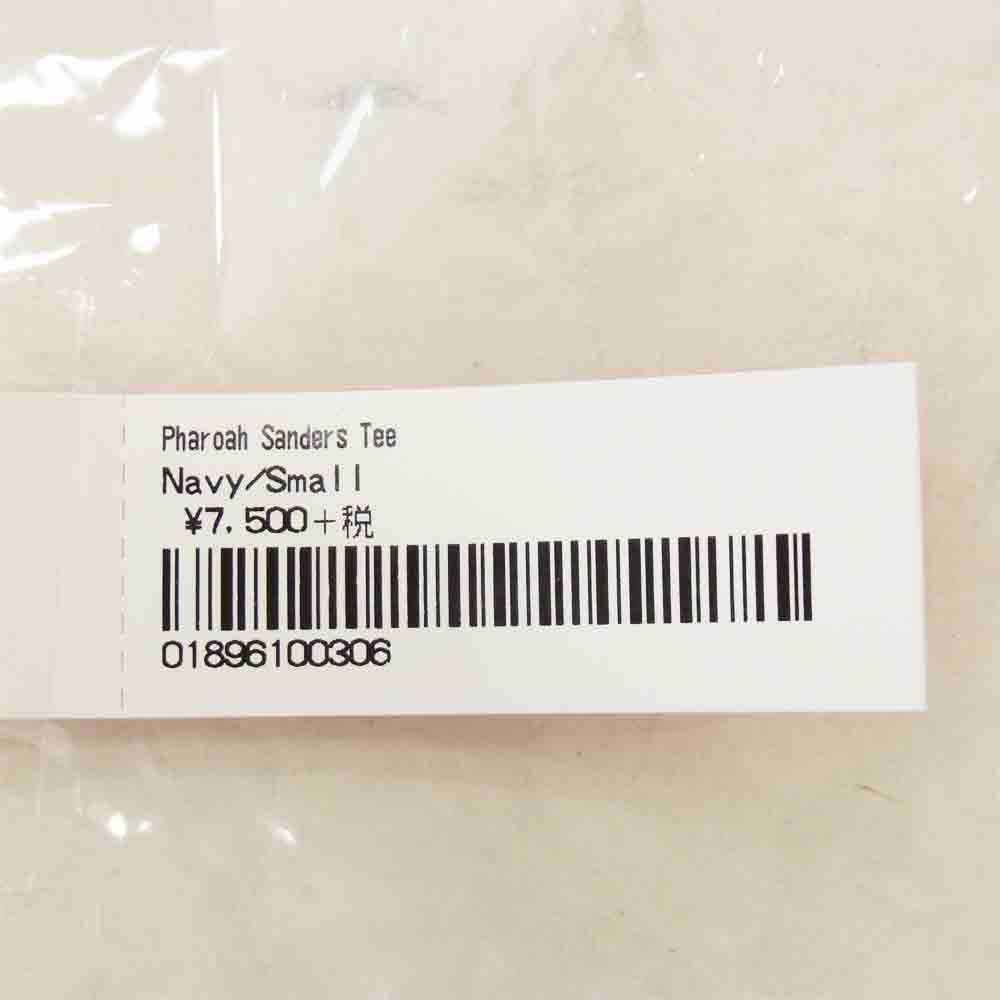 Pharoah Sanders Tee
Navy/Small
¥7,500+税
01896100306